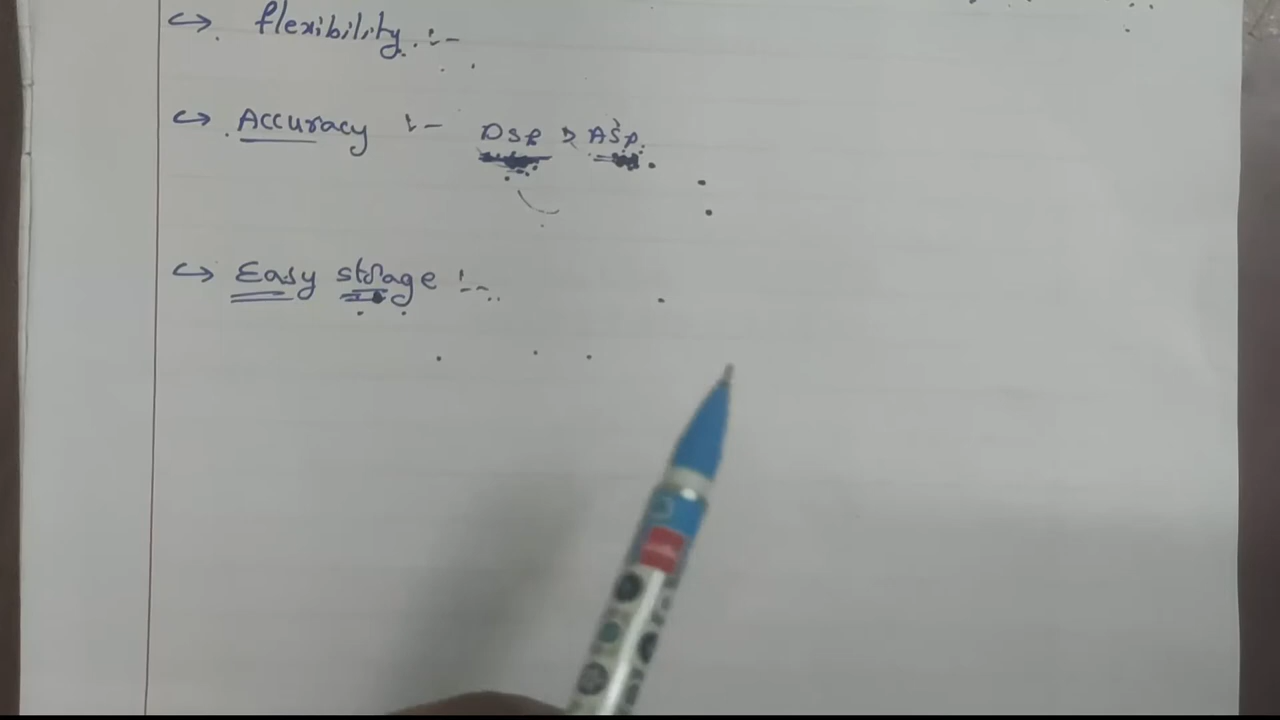 ↪ flexibility :-
↪ Accuracy :- DSP > ASP.
↪ Easy storage :-